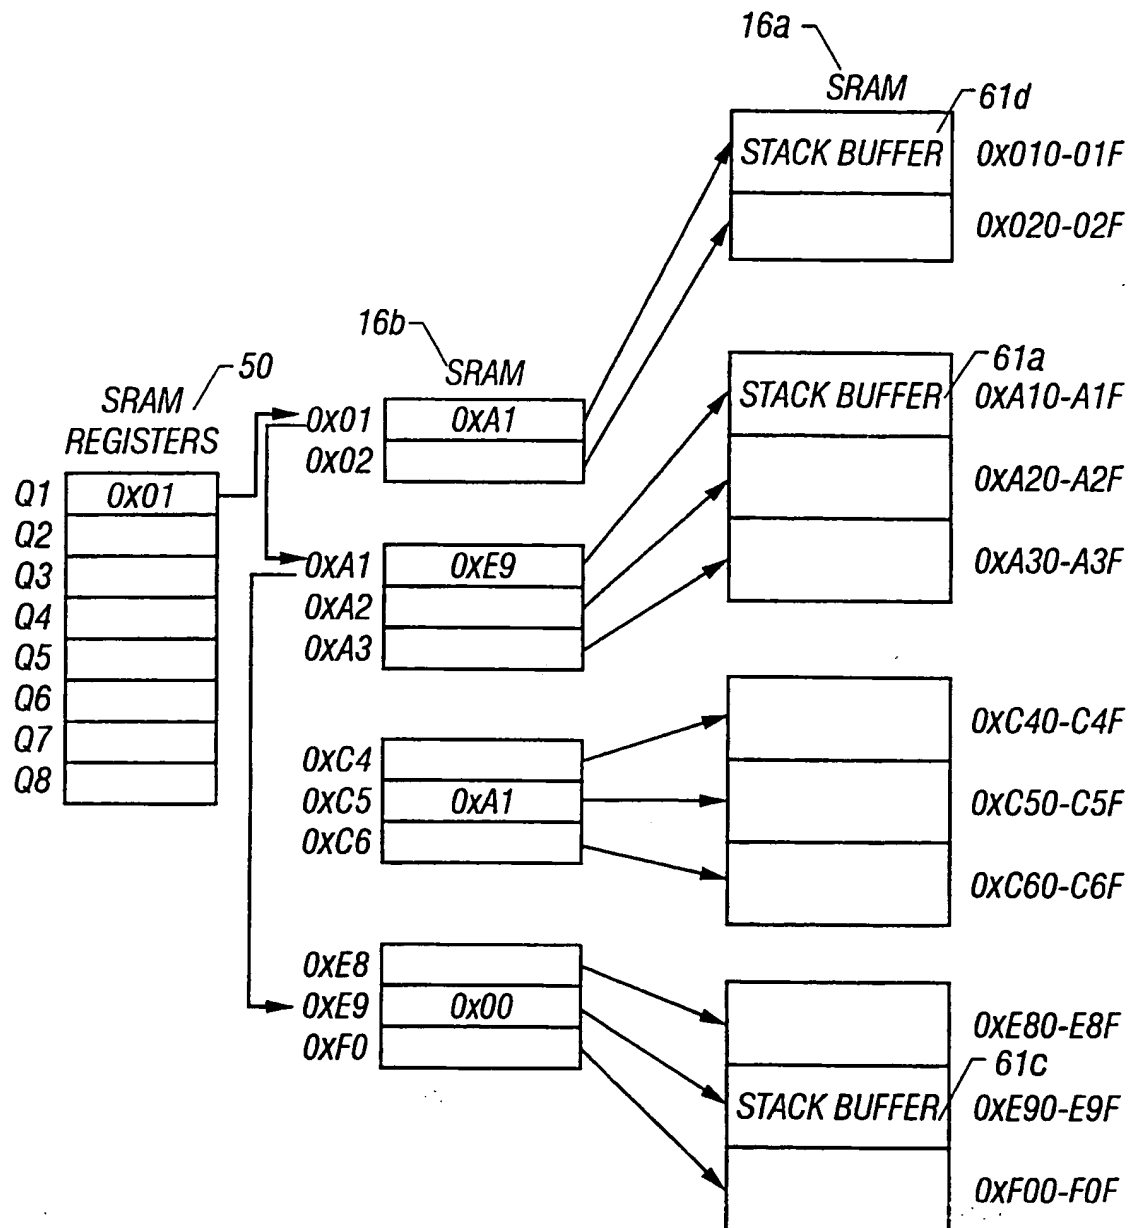 16a
SRAM
61d
STACK BUFFER
0X010-01F
0X020-02F
16b
SRAM
0X01
0XA1
0X02
50
SRAM
REGISTERS
Q1
0X01
Q2
Q3
Q4
Q5
Q6
Q7
Q8
61a
STACK BUFFER
0XA10-A1F
0XA20-A2F
0XA30-A3F
0XA1
0XE9
0XA2
0XA3
0XC4
0XC5
0XA1
0XC6
0XC40-C4F
0XC50-C5F
0XC60-C6F
0XE8
0XE9
0X00
0XF0
0XE80-E8F
61c
STACK BUFFER
0XE90-E9F
0XF00-F0F